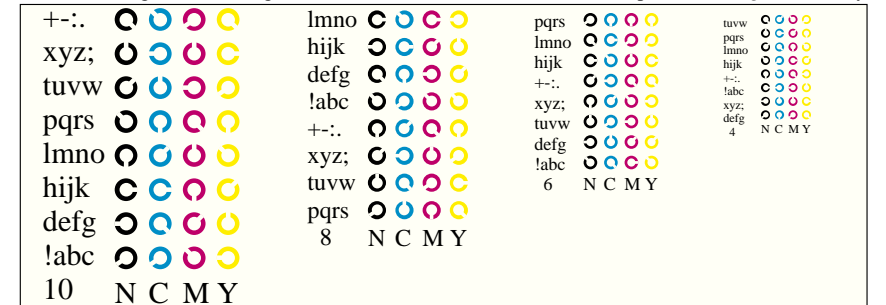 +-:.
xyz;
tuvw
pqrs
lmno
hijk
defg
!abc
10 N C M Y
lmno
hijk
defg
!abc
+-:.
xyz;
tuvw
pqrs
8 N C M Y
pqrs
lmno
hijk
+-:.
xyz;
tuvw
defg
!abc
6 N C M Y
tuvw
pqrs
lmno
hijk
+-:.
!abc
xyz;
defg
4 N C M Y